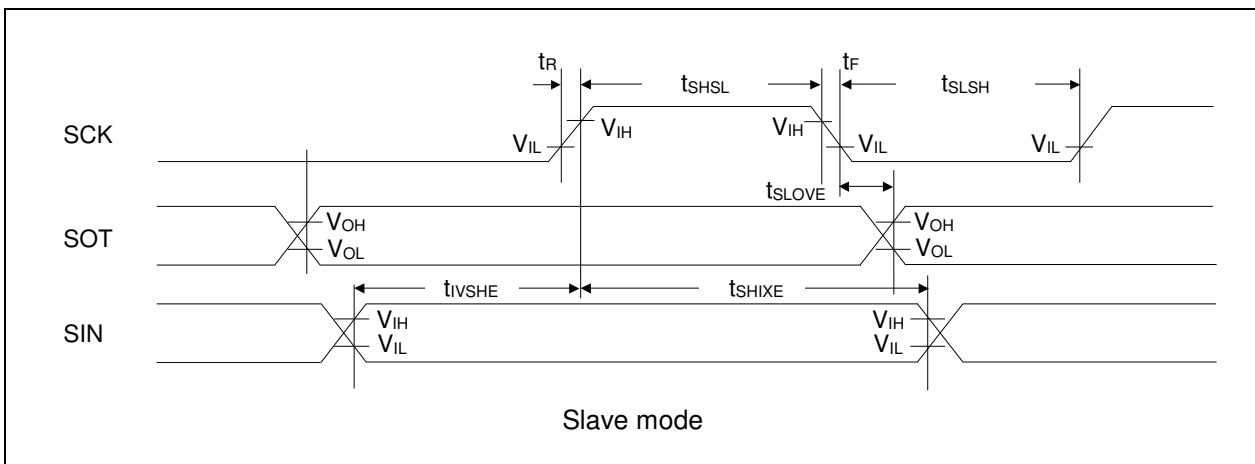 tR tSHSL tF tSLSH
SCK VIL VIH VIH VIL VIL
tSLOVE
SOT VOH VOL VOH VOL
tIVSHE tSHIXE
SIN VIH VIL VIH VIL
Slave mode